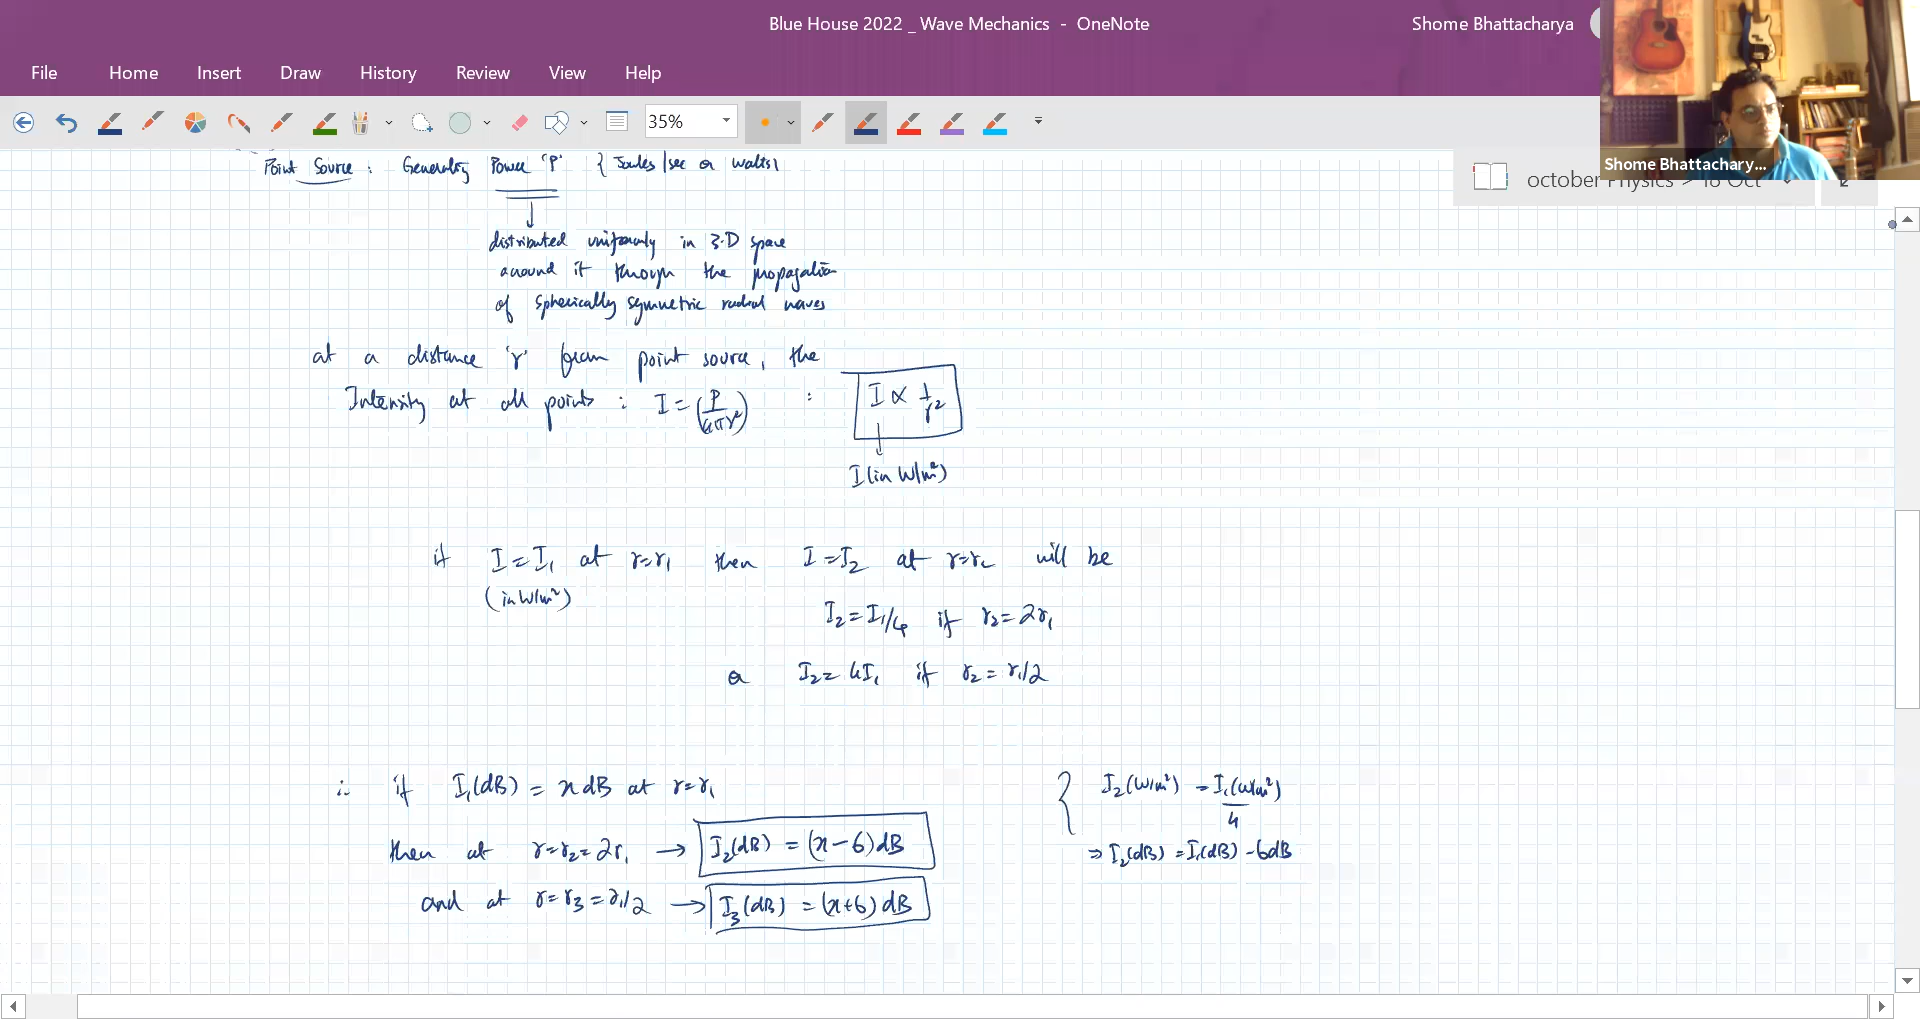 Blue House 2022 _ Wave Mechanics - OneNote
Shome Bhattacharya
File Home Insert Draw History Review View Help
35%
Shome Bhattachary...
october Physics > 18 Oct
Point Source : Generating Power 'P' { Joules/sec or watts )
distributed uniformly in 3-D space
around it through the propagation
of spherically symmetric radial waves
at a distance 'r' from point source, the
Intensity at all points : I = (P/4πr²) : I ∝ 1/r²
I (in W/m²)
if I = I₁ at r=r₁ then I = I₂ at r=r₂ will be
(in W/m²)
I₂ = I₁/4 if r₂ = 2r₁
or I₂ = 4I₁ if r₂ = r₁/2
∴ if I₁(dB) = x dB at r=r₁
then at r=r₂=2r₁ → I₂(dB) = (x-6) dB
and at r=r₃=r₁/2 → I₃(dB) = (x+6) dB
{ I₂(W/m²) = I₁(W/m²)/4
⇒ I₂(dB) = I₁(dB) - 6dB